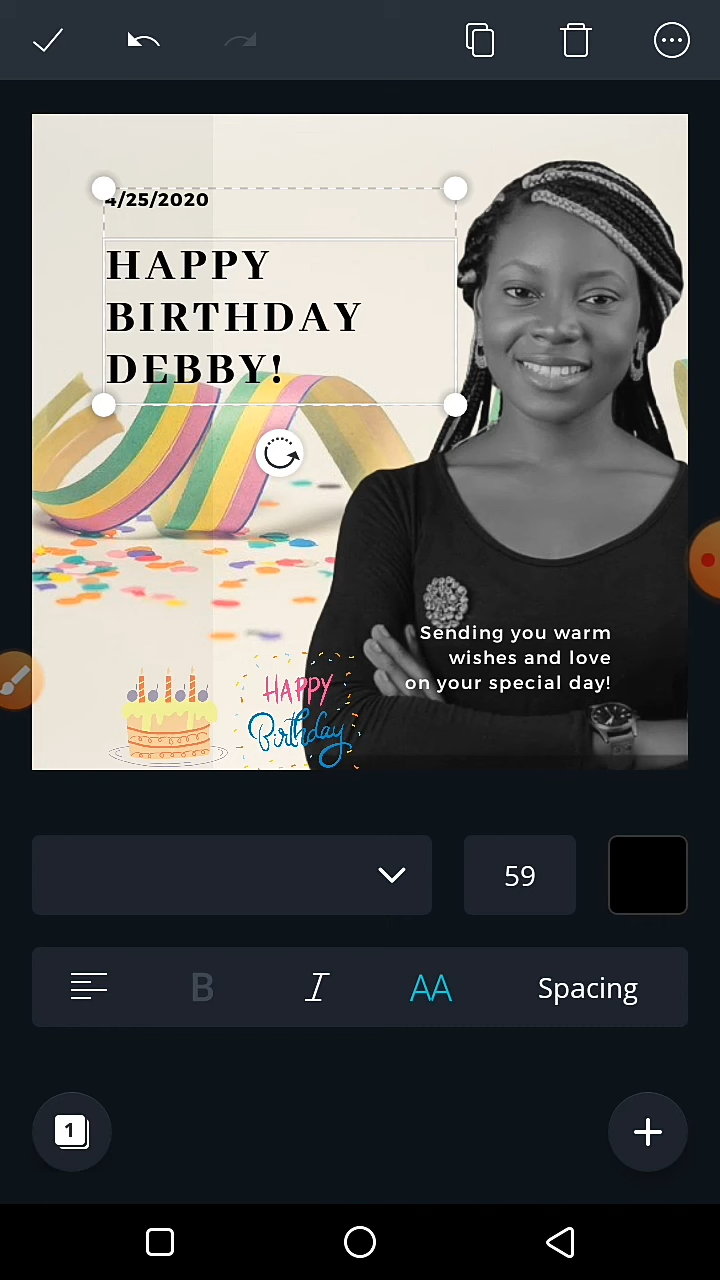 4/25/2020
HAPPY
BIRTHDAY
DEBBY!
Sending you warm
wishes and love
on your special day!
HAPPY
Birthday
59
B I AA Spacing
1